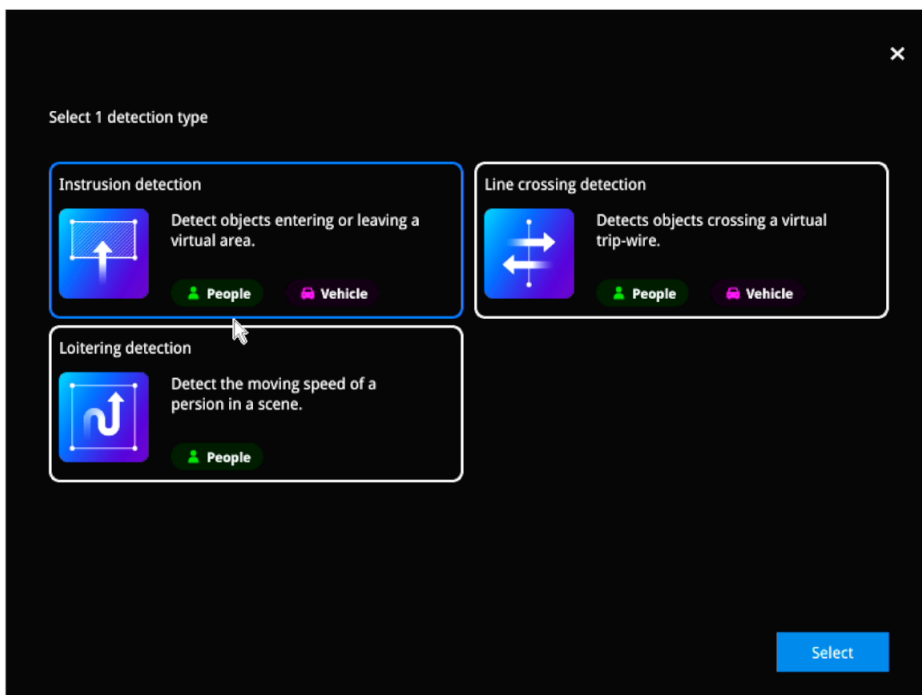 Select 1 detection type
Instrusion detection
Detect objects entering or leaving a
virtual area.
People
Vehicle
Line crossing detection
Detects objects crossing a virtual
trip-wire.
People
Vehicle
Loitering detection
Detect the moving speed of a
persion in a scene.
People
Select